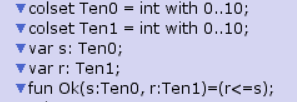 colset Ten0 = int with 0..10;
colset Ten1 = int with 0..10;
var s: Ten0;
var r: Ten1;
fun Ok(s:Ten0, r:Ten1)=(r<=s);